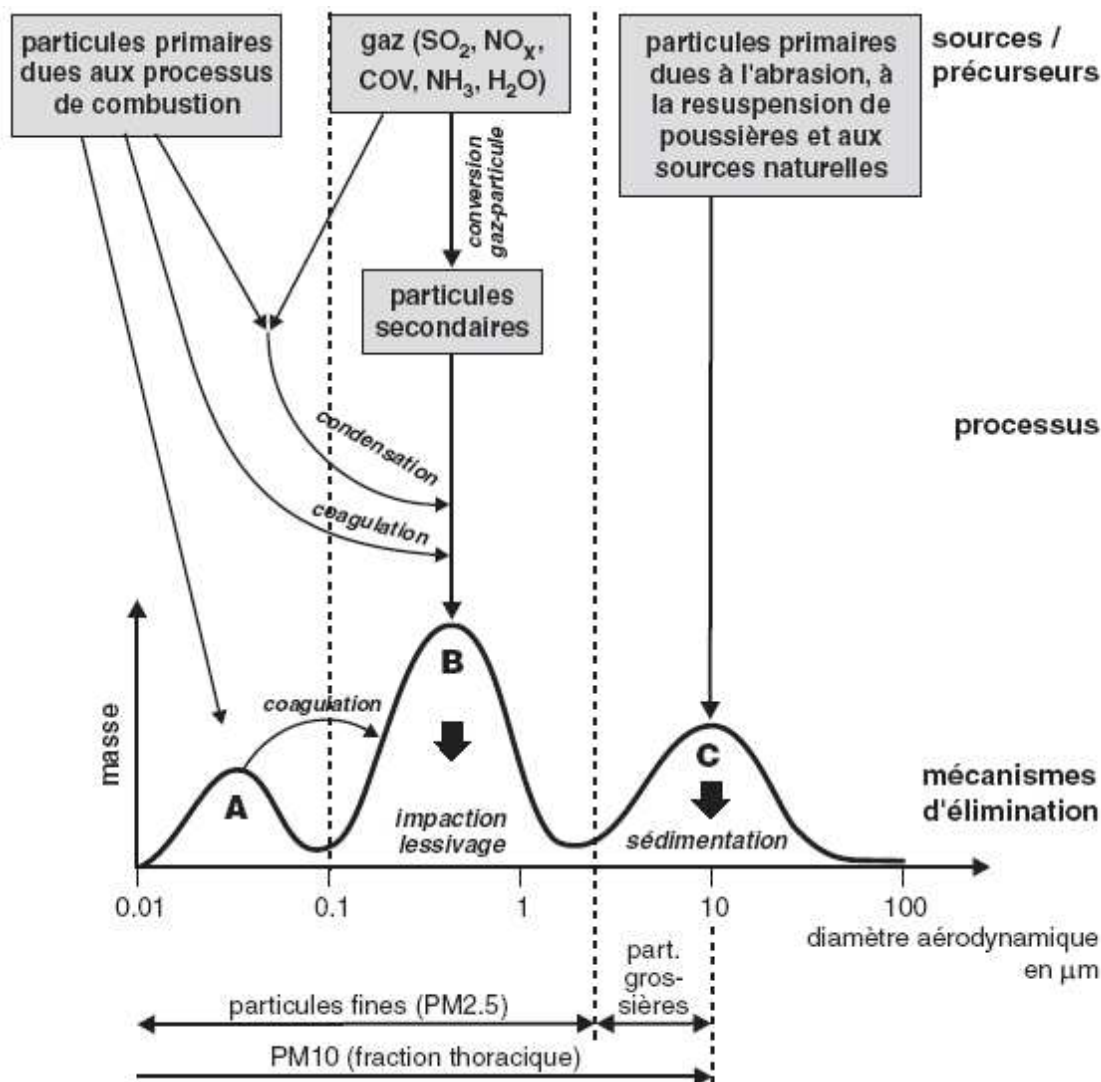 particules primaires
dues aux processus
de combustion
gaz (SO₂, NOₓ,
COV, NH₃, H₂O)
particules primaires
dues à l'abrasion, à
la resuspension de
poussières et aux
sources naturelles
sources /
précurseurs
conversion
gaz-particule
particules
secondaires
condensation
coagulation
processus
masse
coagulation
A
B
C
impaction
lessivage
sédimentation
mécanismes
d'élimination
0.01
0.1
1
10
100
diamètre aérodynamique
en µm
part.
gros-
sières
particules fines (PM2.5)
PM10 (fraction thoracique)